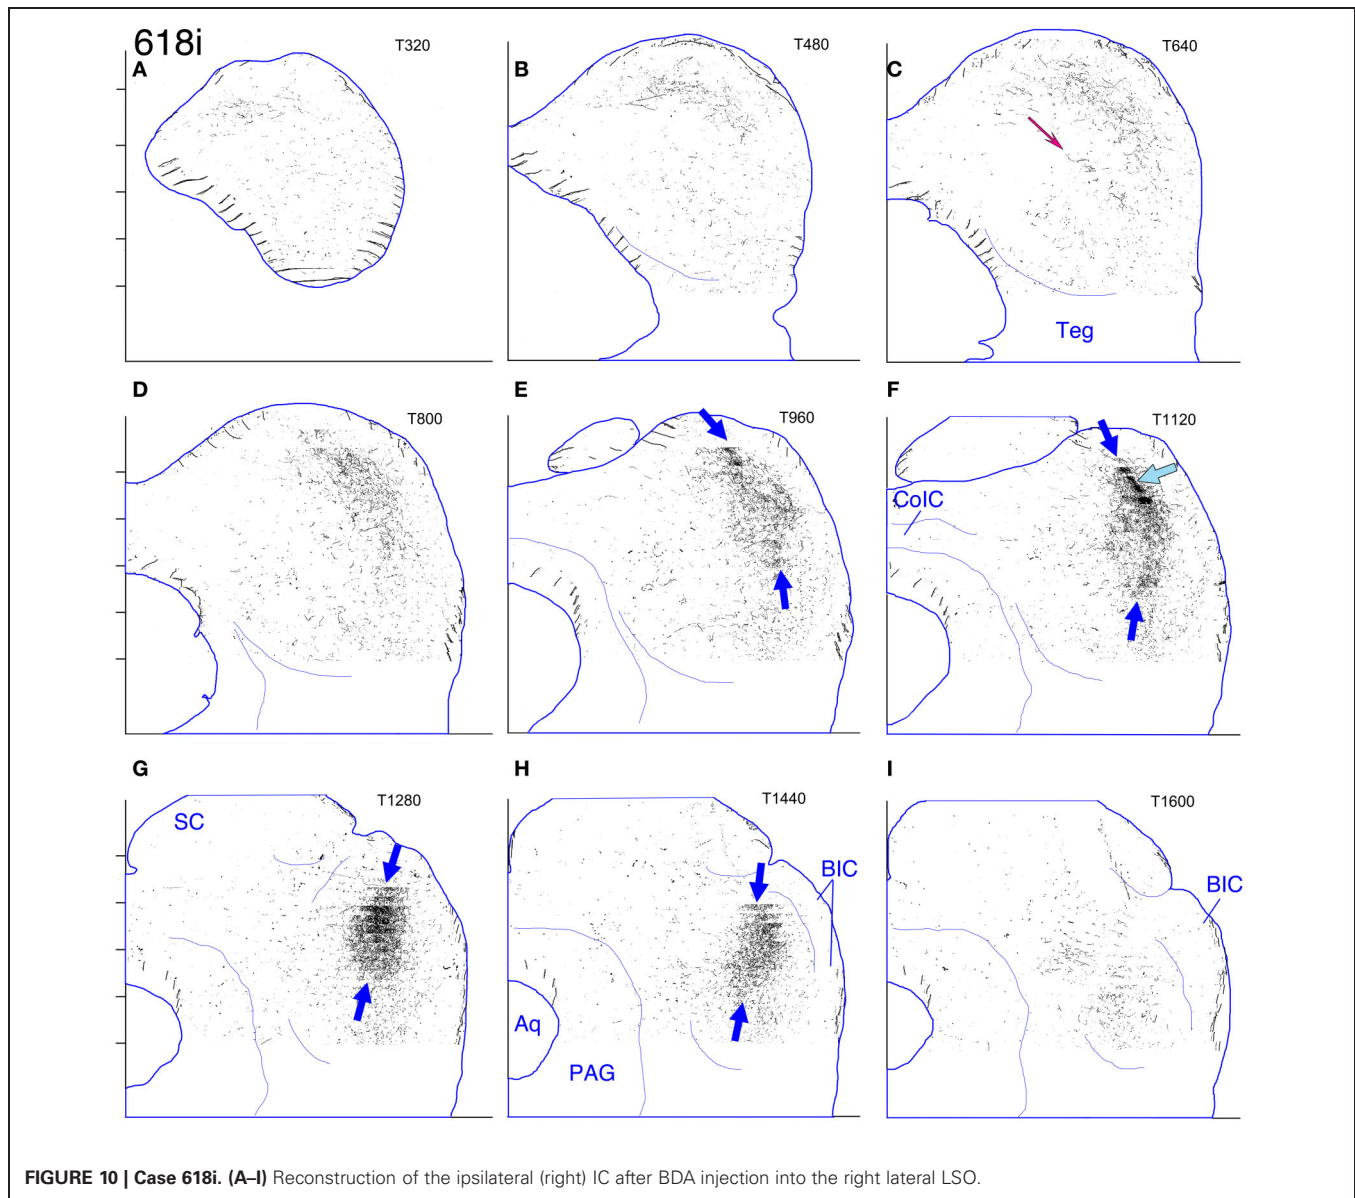 618i
A
T320
B
T480
C
T640
Teg
D
T800
E
T960
F
T1120
CoIC
G
T1280
SC
H
T1440
BIC
Aq
PAG
I
T1600
BIC
FIGURE 10 | Case 618i. (A–I) Reconstruction of the ipsilateral (right) IC after BDA injection into the right lateral LSO.